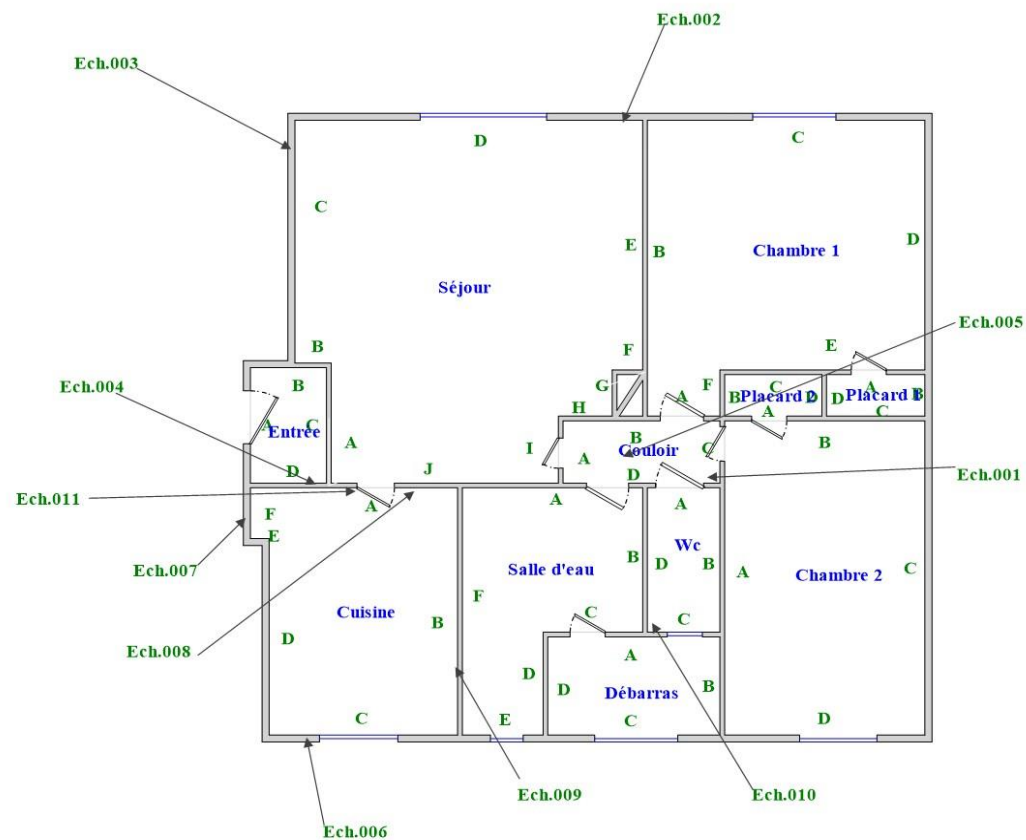 Ech.002
Ech.003
D
C
C
C
D
E
B
Chambre 1
Séjour
Ech.005
B
F
E
Ech.004
B
G
F
C
A
B
A
B
Placard 2
D
D
Placard 1
H
A
C
A
C
Entrée
I
B
C
B
Couloir
A
A
D
J
D
Ech.001
Ech.011
A
A
F
A
E
Wc
Ech.007
Salle d'eau
B
D
B
A
Chambre 2
C
F
Cuisine
C
C
B
D
Ech.008
A
D
D
Débarras
B
C
E
C
D
Ech.009
Ech.010
Ech.006